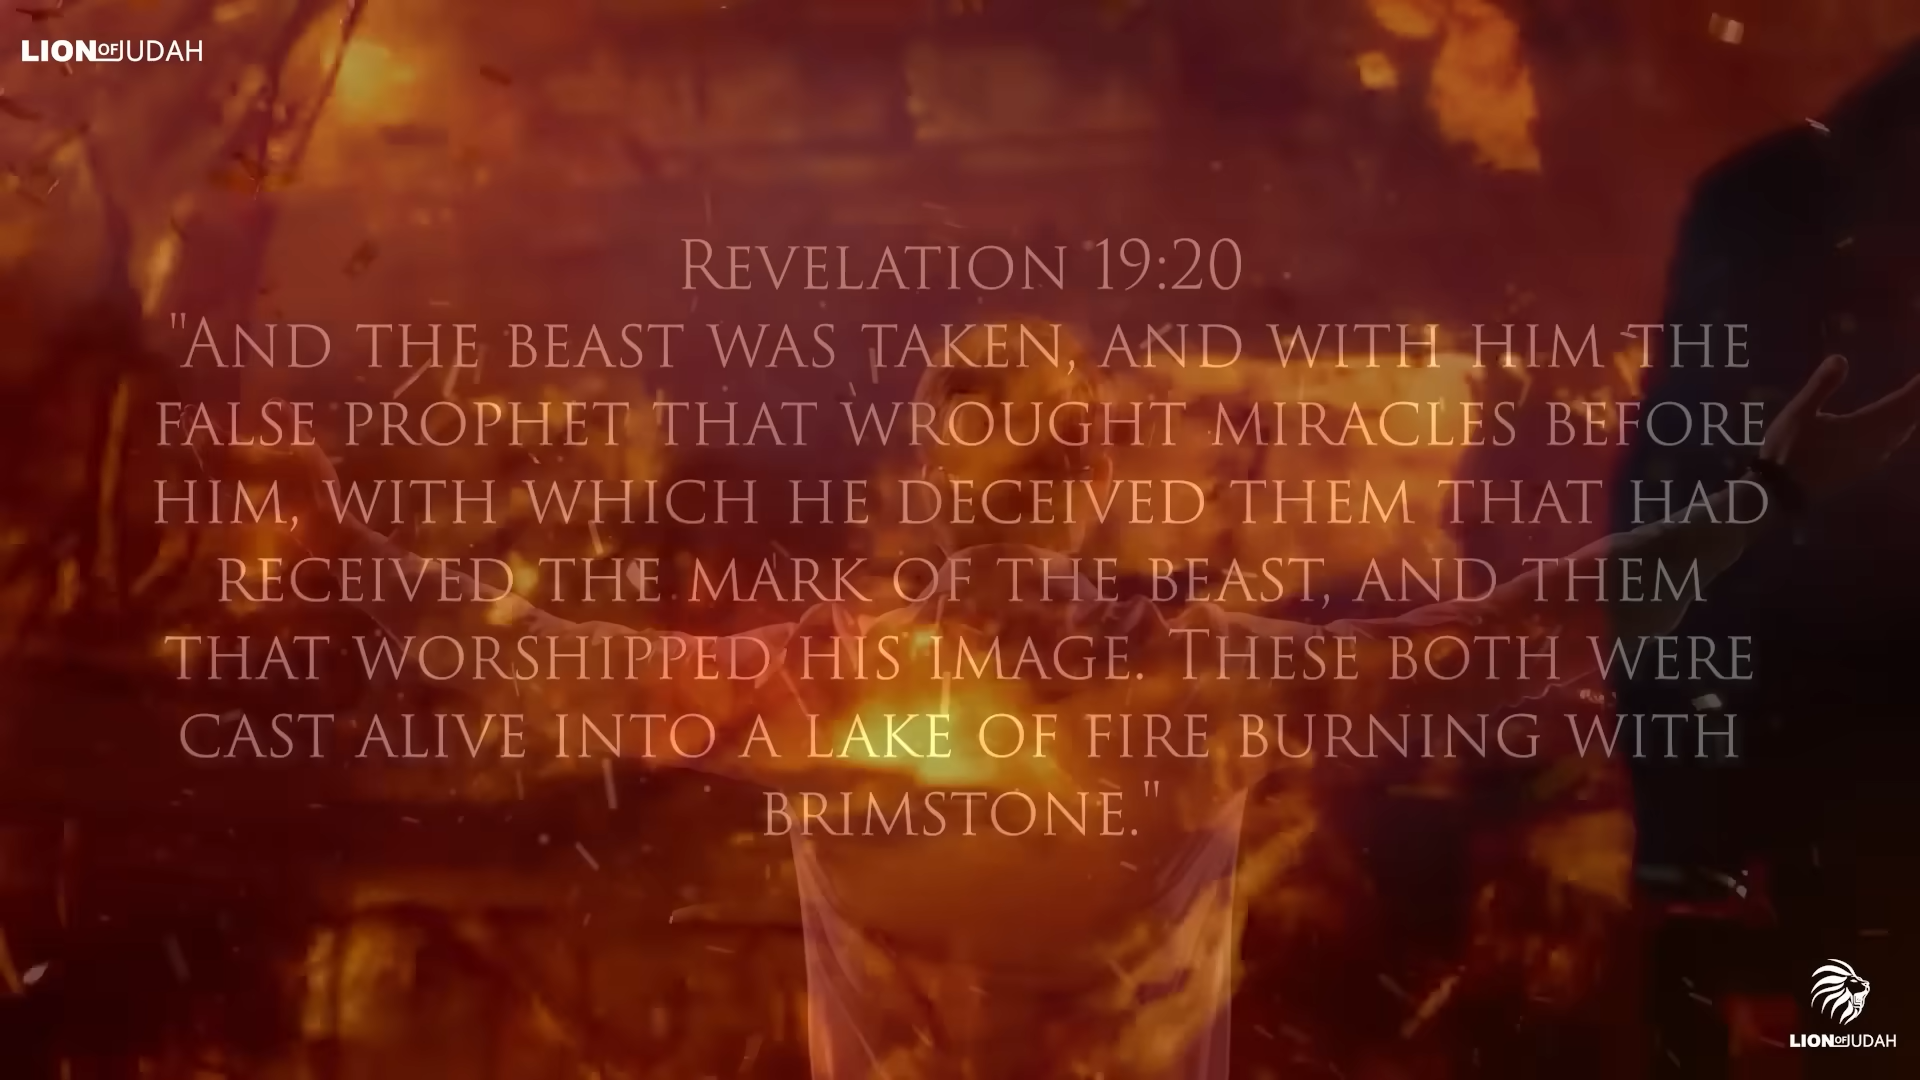 LION OF JUDAH
REVELATION 19:20
"AND THE BEAST WAS TAKEN, AND WITH HIM THE
FALSE PROPHET THAT WROUGHT MIRACLES BEFORE
HIM, WITH WHICH HE DECEIVED THEM THAT HAD
RECEIVED THE MARK OF THE BEAST, AND THEM
THAT WORSHIPPED HIS IMAGE. THESE BOTH WERE
CAST ALIVE INTO A LAKE OF FIRE BURNING WITH
BRIMSTONE."
LION OF JUDAH